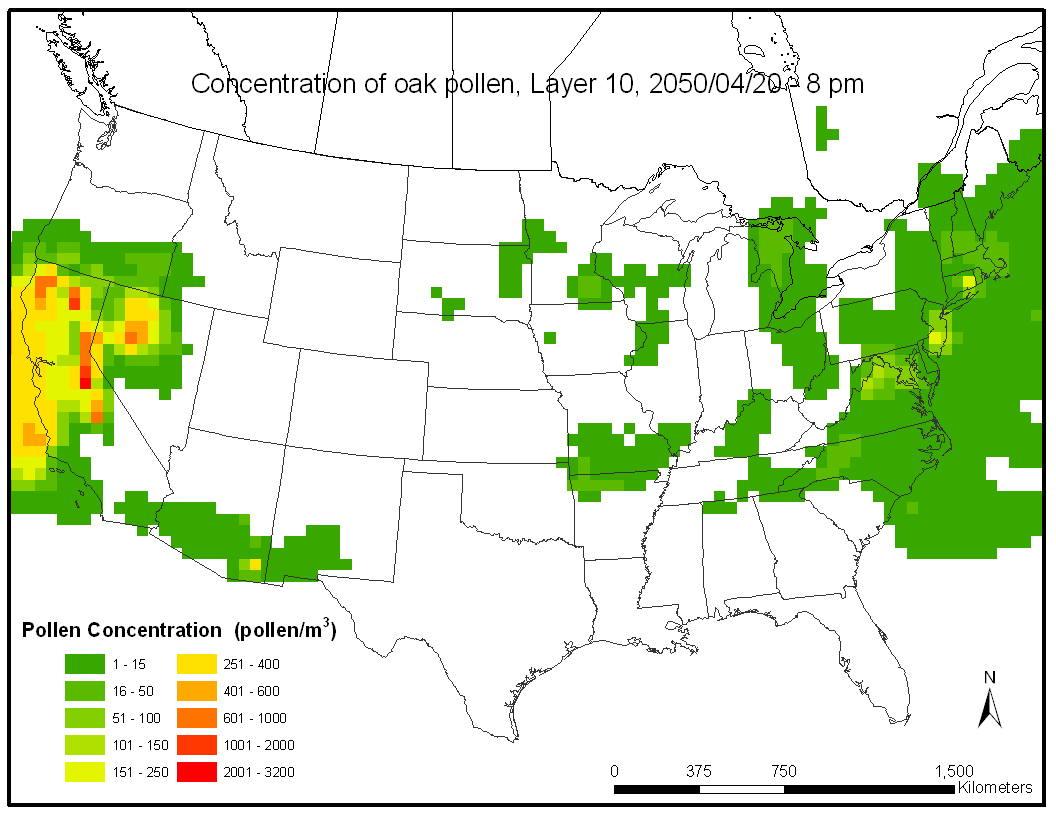 Concentration of oak pollen, Layer 10, 2050/04/20 - 8 pm
Pollen Concentration (pollen/m³)
1 - 15
16 - 50
51 - 100
101 - 150
151 - 250
251 - 400
401 - 600
601 - 1000
1001 - 2000
2001 - 3200
N
0 375 750 1,500
Kilometers